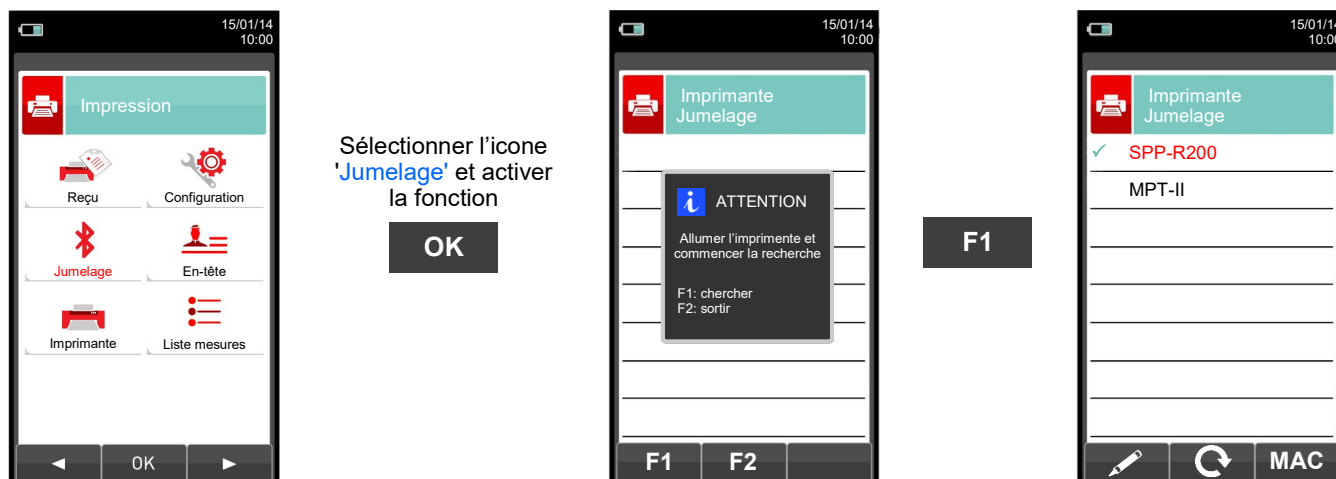 15/01/14
10:00
Impression
Reçu
Configuration
Jumelage
En-tête
Imprimante
Liste mesures
OK
Sélectionner l’icone
'Jumelage' et activer
la fonction
OK
15/01/14
10:00
Imprimante
Jumelage
ATTENTION
Allumer l’imprimente et
commencer la recherche
F1: chercher
F2: sortir
F1
F2
F1
15/01/14
10:00
Imprimante
Jumelage
SPP-R200
MPT-II
MAC